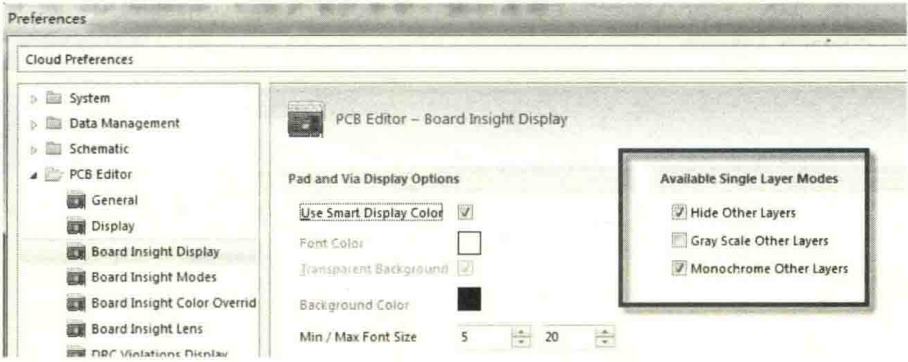 Preferences
Cloud Preferences
System
Data Management
Schematic
PCB Editor
General
Display
Board Insight Display
Board Insight Modes
Board Insight Color Overrid
Board Insight Lens
DRC Violations Display
PCB Editor – Board Insight Display
Pad and Via Display Options
Use Smart Display Color
Font Color
Transparent Background
Background Color
Min / Max Font Size 5 20
Available Single Layer Modes
Hide Other Layers
Gray Scale Other Layers
Monochrome Other Layers